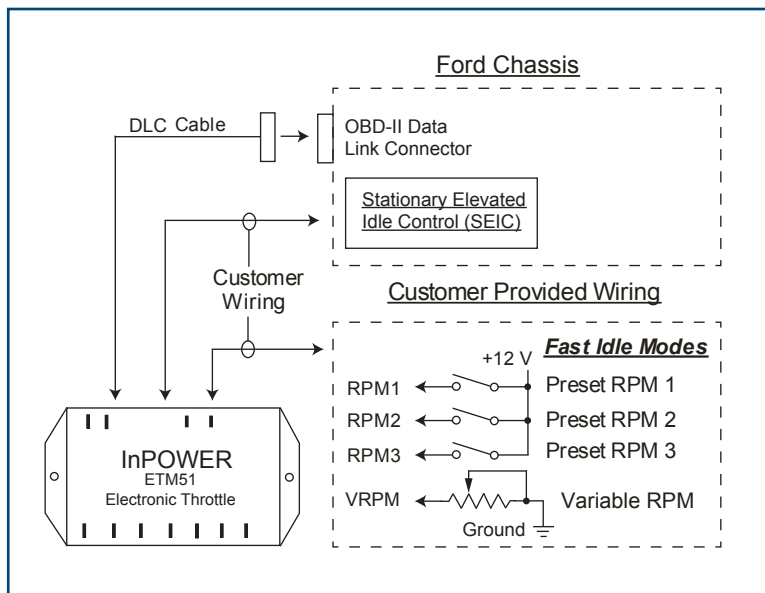 Ford Chassis
DLC Cable
OBD-II Data
Link Connector
Stationary Elevated
Idle Control (SEIC)
Customer
Wiring
Customer Provided Wiring
Fast Idle Modes
+12 V
RPM1
Preset RPM 1
RPM2
Preset RPM 2
RPM3
Preset RPM 3
VRPM
Variable RPM
Ground
InPOWER
ETM51
Electronic Throttle